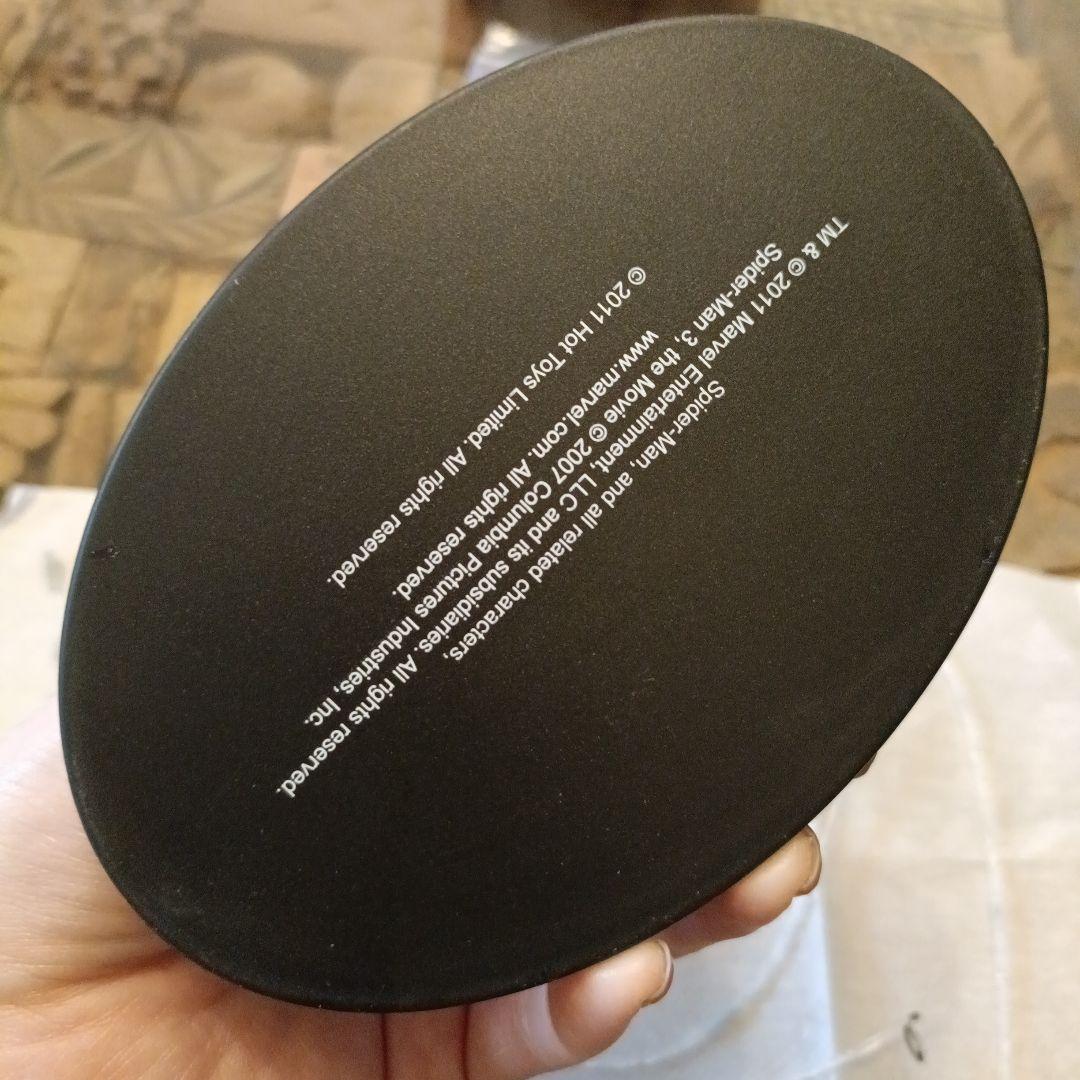 Spider-Man, and all related characters,
TM & © 2011 Marvel Entertainment, LLC and its subsidiaries. All rights reserved.
Spider-Man 3, the Movie © 2007 Columbia Pictures Industries, Inc.
www.marvel.com. All rights reserved.
© 2011 Hot Toys Limited. All rights reserved.